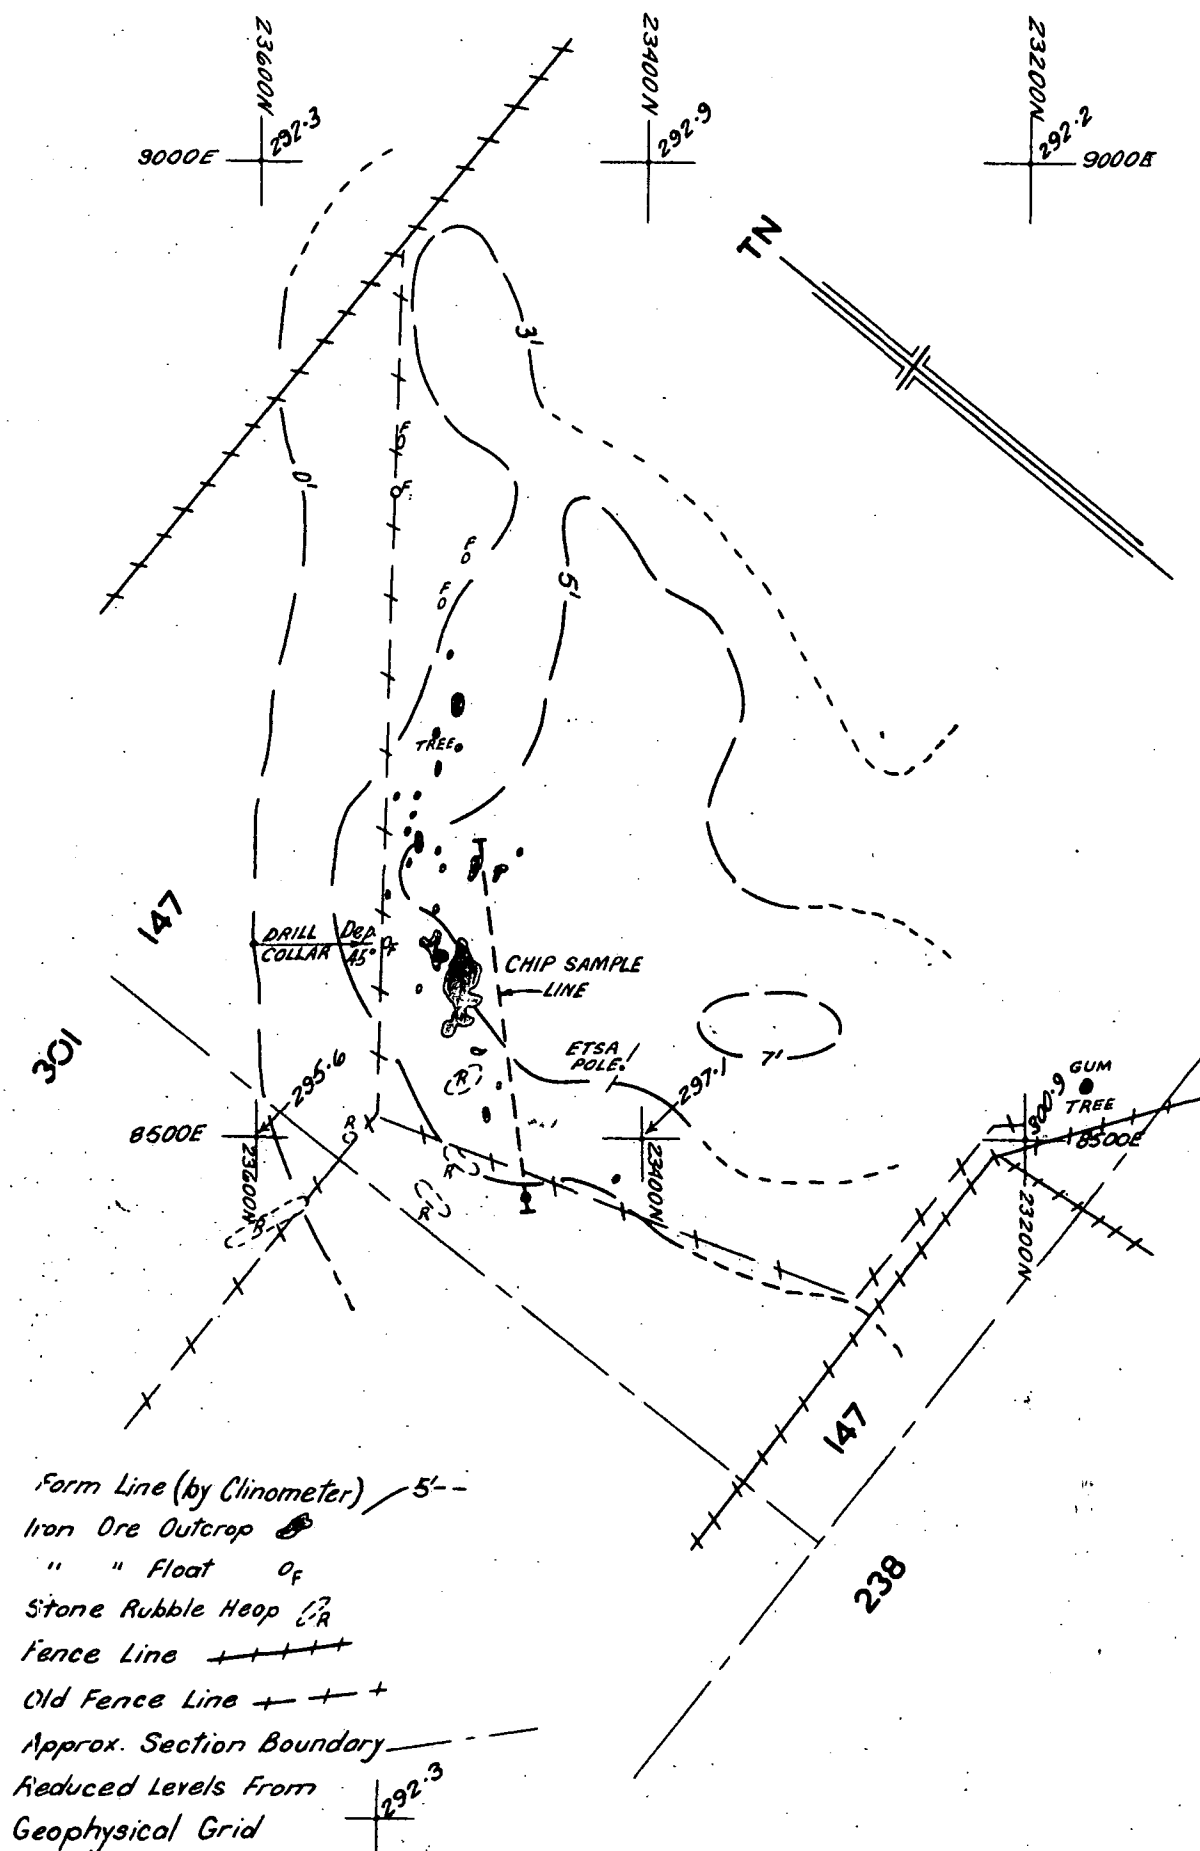 23600N
23400N
23200N
292.3
292.9
292.2
9000E
9000E
TN
3'
0'
F
F
5'
F
F
TREE
147
DRILL
COLLAR
Dep.
45°
F
CHIP SAMPLE
LINE
301
ETSA
POLE
7'
295.6
297.1
300.9
GUM
TREE
8500E
8500E
R
R
R
R
R
23600N
23400N
23200N
147
238
Form Line (by Clinometer) 5'
Iron Ore Outcrop
" " Float F
Stone Rubble Heap R
Fence Line
Old Fence Line
Approx. Section Boundary
Reduced Levels From
Geophysical Grid
292.3